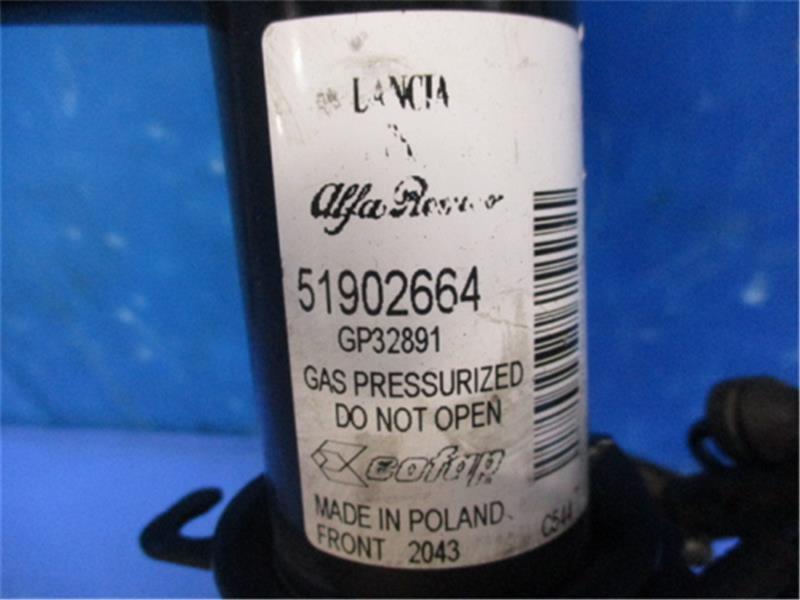 LANCIA
Alfa Romeo
51902664
GP32891
GAS PRESSURIZED
DO NOT OPEN
cofap
MADE IN POLAND
FRONT 2043
C544